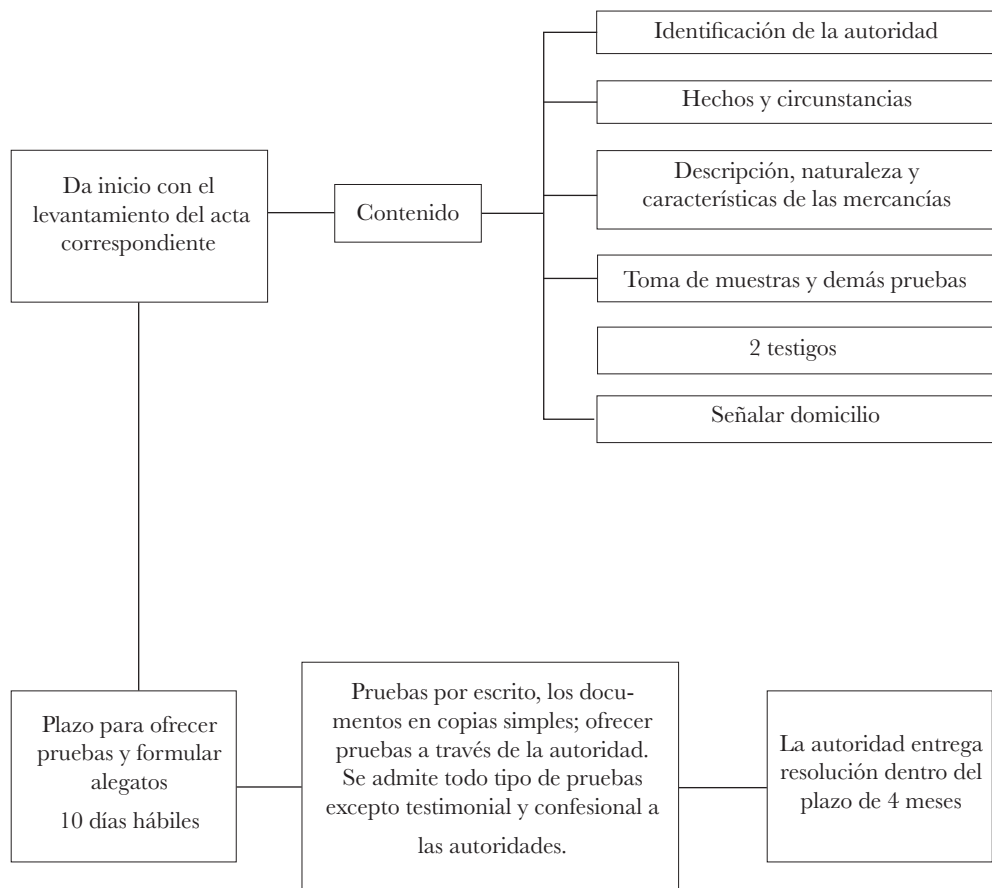 Da inicio con el
levantamiento del acta
correspondiente
Contenido
Identificación de la autoridad
Hechos y circunstancias
Descripción, naturaleza y
características de las mercancías
Toma de muestras y demás pruebas
2 testigos
Señalar domicilio
Plazo para ofrecer
pruebas y formular
alegatos
10 días hábiles
Pruebas por escrito, los docu-
mentos en copias simples; ofrecer
pruebas a través de la autoridad.
Se admite todo tipo de pruebas
excepto testimonial y confesional a
las autoridades.
La autoridad entrega
resolución dentro del
plazo de 4 meses